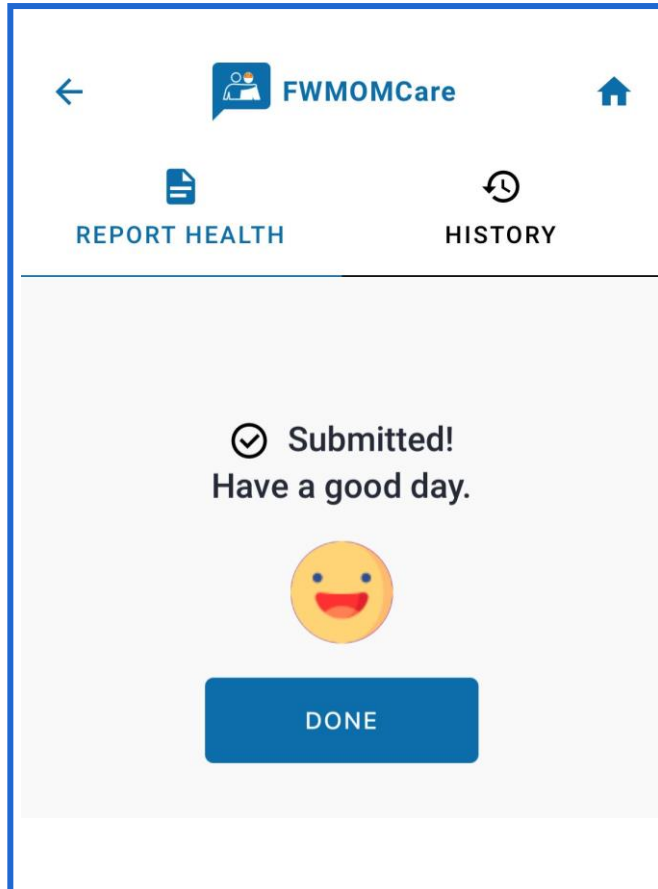 FWMOMCare
REPORT HEALTH
HISTORY
Submitted!
Have a good day.
DONE